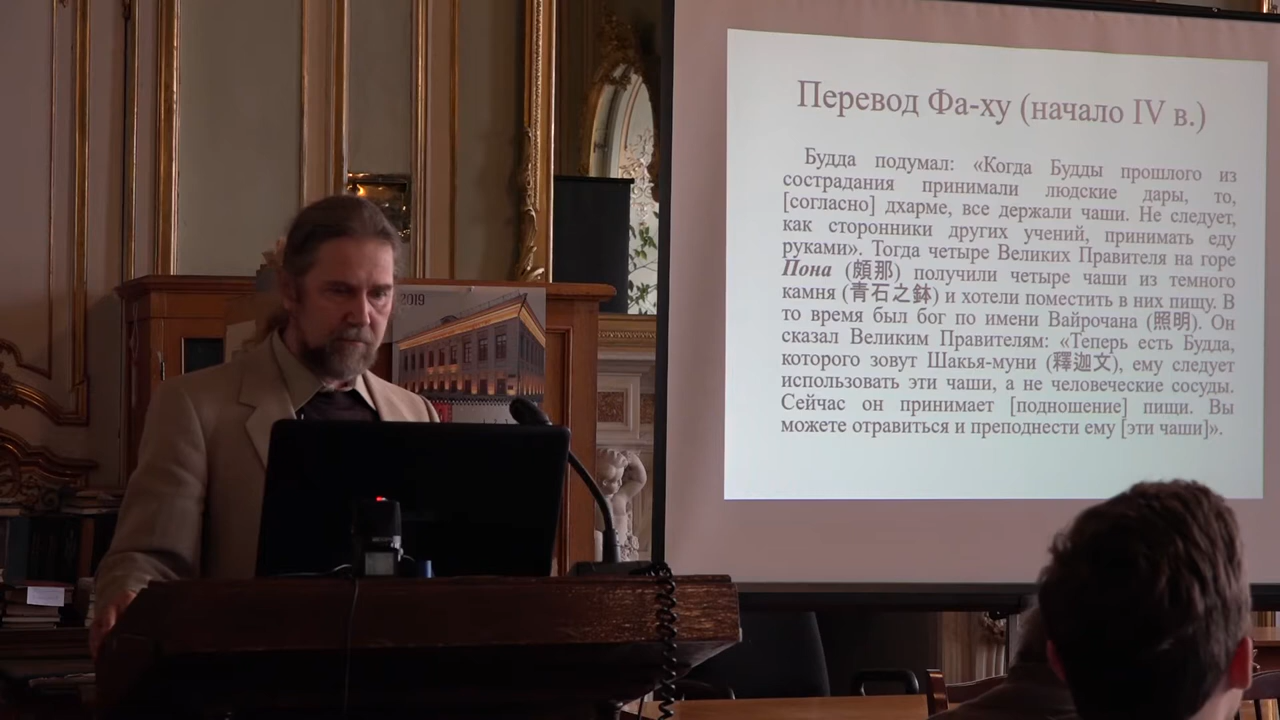 2019
Перевод Фа-ху (начало IV в.)
Будда подумал: «Когда Будды прошлого из
сострадания принимали людские дары, то,
[согласно] дхарме, все держали чаши. Не следует,
как сторонники других учений, принимать еду
руками». Тогда четыре Великих Правителя на горе
Пона (頗那) получили четыре чаши из темного
камня (青石之鉢) и хотели поместить в них пищу. В
то время был бог по имени Вайрочана (照明). Он
сказал Великим Правителям: «Теперь есть Будда,
которого зовут Шакья-муни (釋迦文), ему следует
использовать эти чаши, а не человеческие сосуды.
Сейчас он принимает [подношение] пищи. Вы
можете отравиться и преподнести ему [эти чаши]».